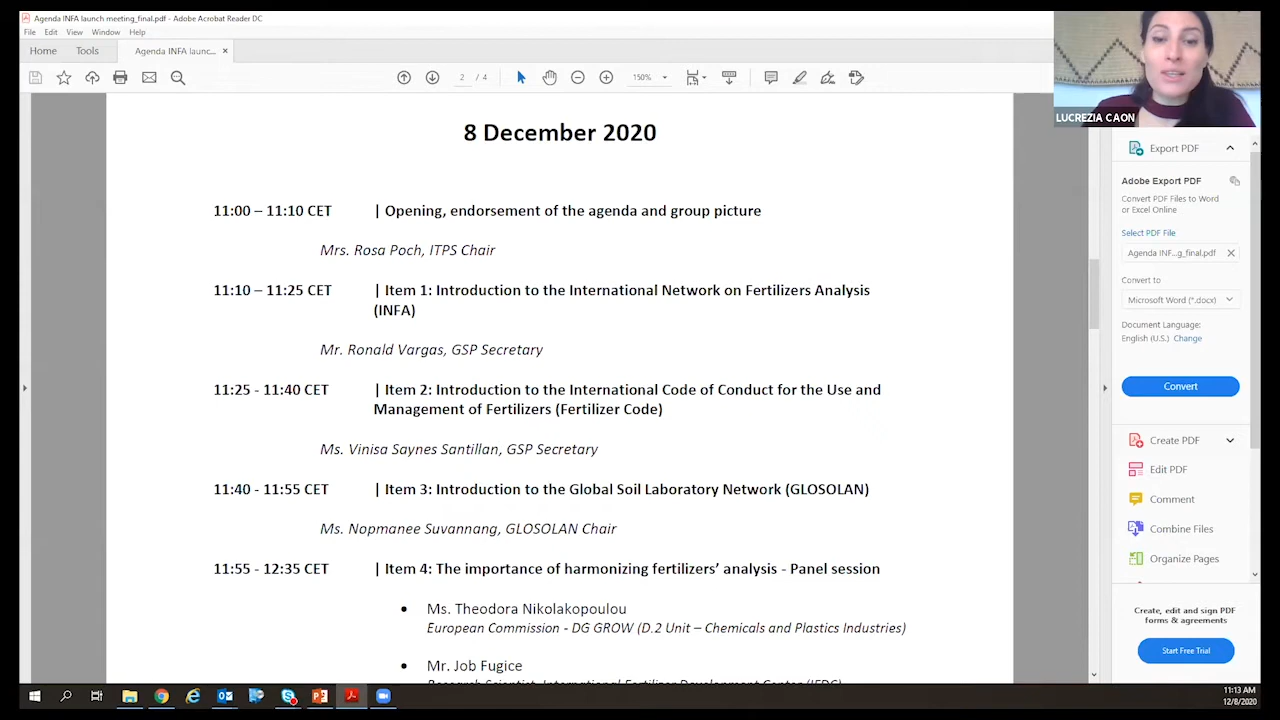 Agenda INFA launch meeting_final.pdf - Adobe Acrobat Reader DC
File Edit View Window Help
Home Tools Agenda INFA launc... ×
2 / 4 150%
LUCREZIA CAON
8 December 2020
11:00 – 11:10 CET | Opening, endorsement of the agenda and group picture
Mrs. Rosa Poch, ITPS Chair
11:10 – 11:25 CET | Item 1: Introduction to the International Network on Fertilizers Analysis
(INFA)
Mr. Ronald Vargas, GSP Secretary
11:25 - 11:40 CET | Item 2: Introduction to the International Code of Conduct for the Use and
Management of Fertilizers (Fertilizer Code)
Ms. Vinisa Saynes Santillan, GSP Secretary
11:40 - 11:55 CET | Item 3: Introduction to the Global Soil Laboratory Network (GLOSOLAN)
Ms. Nopmanee Suvannang, GLOSOLAN Chair
11:55 - 12:35 CET | Item 4: The importance of harmonizing fertilizers’ analysis - Panel session
• Ms. Theodora Nikolakopoulou
European Commission - DG GROW (D.2 Unit – Chemicals and Plastics Industries)
• Mr. Job Fugice
Research Scientist, International Fertilizer Development Center (IFDC)
Export PDF
Adobe Export PDF
Convert PDF Files to Word
or Excel Online
Select PDF File
Agenda INF...g_final.pdf
Convert to
Microsoft Word (*.docx)
Document Language:
English (U.S.) Change
Convert
Create PDF
Edit PDF
Comment
Combine Files
Organize Pages
Create, edit and sign PDF
forms & agreements
Start Free Trial
11:13 AM
12/8/2020